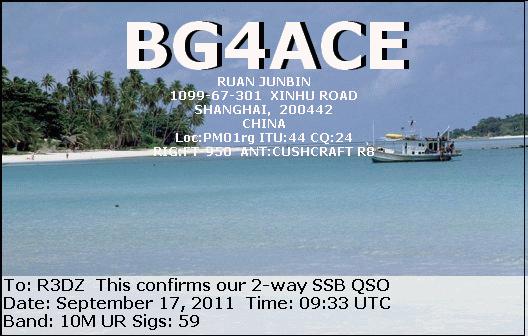 BG4ACE
RUAN JUNBIN
1099-67-301 XINHU ROAD
SHANGHAI, 200442
CHINA
Loc:PM01rg ITU:44 CQ:24
RIG:FT-950 ANT:CUSHCRAFT R8
To: R3DZ This confirms our 2-way SSB QSO
Date: September 17, 2011 Time: 09:33 UTC
Band: 10M UR Sigs: 59